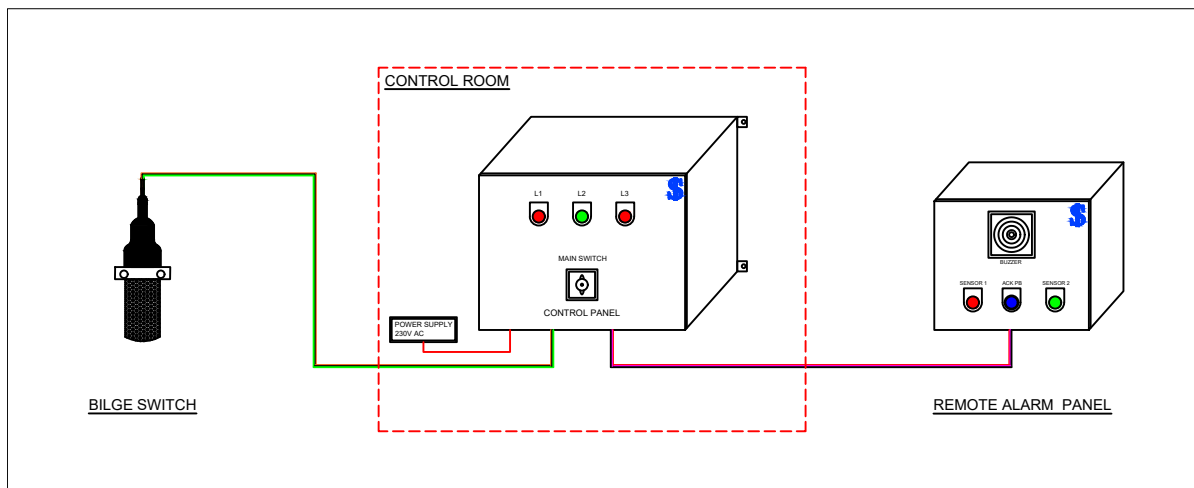 CONTROL ROOM
L1 L2 L3
$
MAIN SWITCH
CONTROL PANEL
POWER SUPPLY
230V AC
BILGE SWITCH
$
BUZZER
SENSOR 1 ACK PB SENSOR 2
REMOTE ALARM PANEL